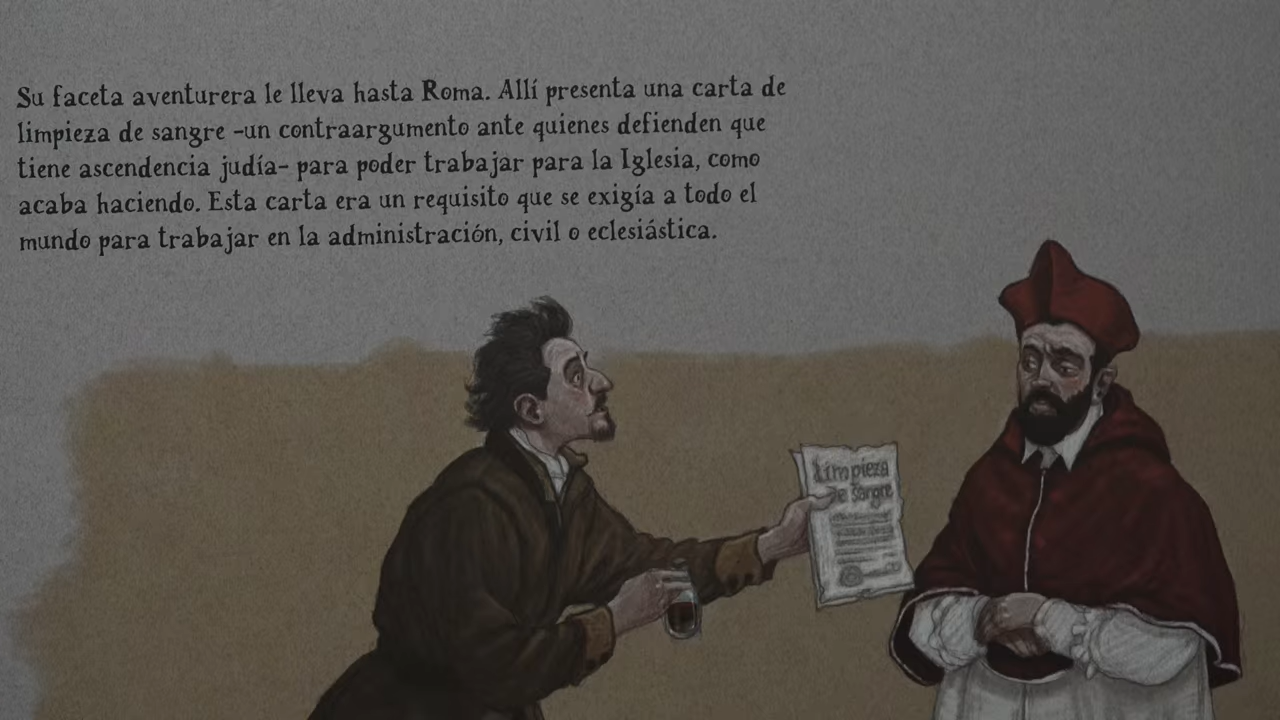 Su faceta aventurera le lleva hasta Roma. Allí presenta una carta de
limpieza de sangre –un contraargumento ante quienes defienden que
tiene ascendencia judía– para poder trabajar para la Iglesia, como
acaba haciendo. Esta carta era un requisito que se exigía a todo el
mundo para trabajar en la administración, civil o eclesiástica.
Limpieza
de Sangre